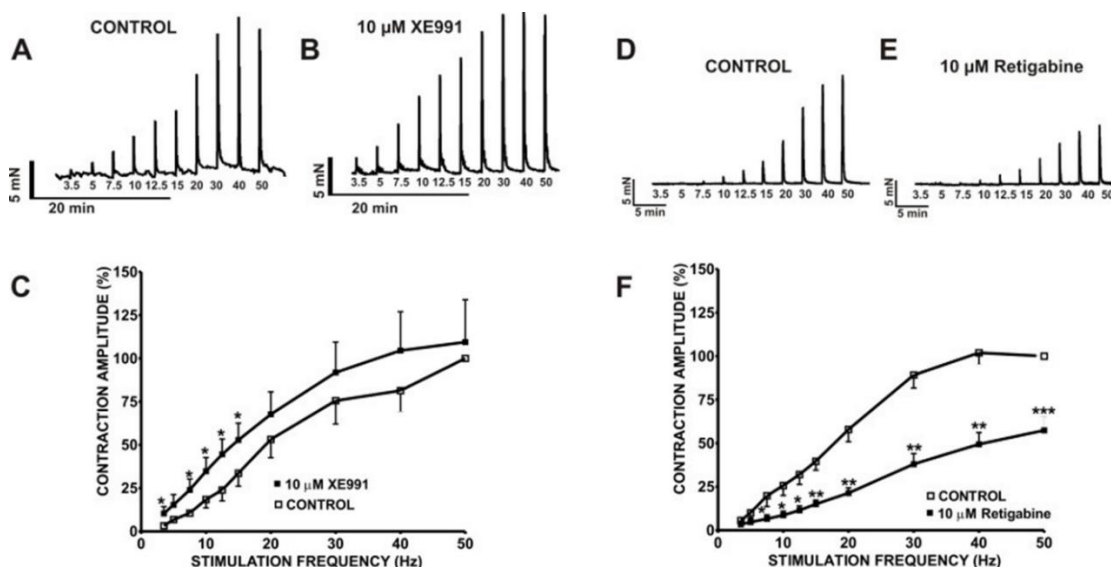 A
CONTROL
5 mN
3.5 5 7.5 10 12.5 15 20 30 40 50
20 min
B
10 µM XE991
5 mN
3.5 5 7.5 10 12.5 15 20 30 40 50
20 min
D
CONTROL
5 mN
3.5 5 7.5 10 12.5 15 20 30 40 50
5 min
E
10 µM Retigabine
5 mN
3.5 5 7.5 10 12.5 15 20 30 40 50
5 min
C
CONTRACTION AMPLITUDE (%)
150
125
100
75
50
25
0
* * * * *
10 µM XE991
CONTROL
0 10 20 30 40 50
STIMULATION FREQUENCY (Hz)
F
CONTRACTION AMPLITUDE (%)
150
125
100
75
50
25
0
* * * ** ** ** ** ***
CONTROL
10 µM Retigabine
0 10 20 30 40 50
STIMULATION FREQUENCY (Hz)